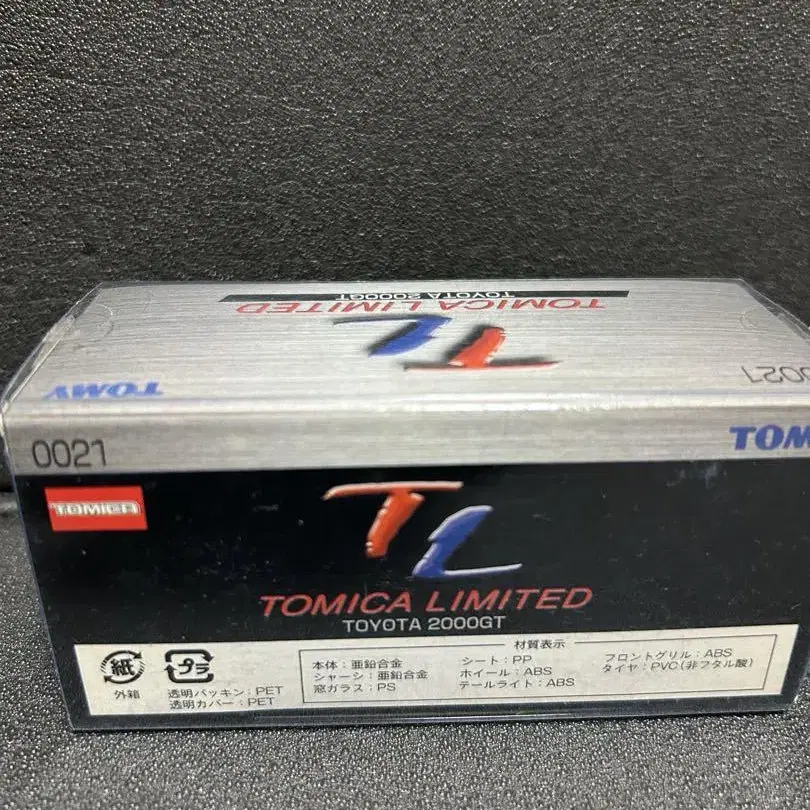 TOYOTA 2000GT
TOMICA LIMITED
TL
0021
TOMY
0021
TOM
TOMICA
TL
TOMICA LIMITED
TOYOTA 2000GT
紙
外箱
プラ
透明パッキン:PET
透明カバー:PET
材質表示
本体:亜鉛合金
シャーシ:亜鉛合金
窓ガラス:PS
シート:PP
ホイール:ABS
テールライト:ABS
フロントグリル:ABS
タイヤ:PVC(非フタル酸)